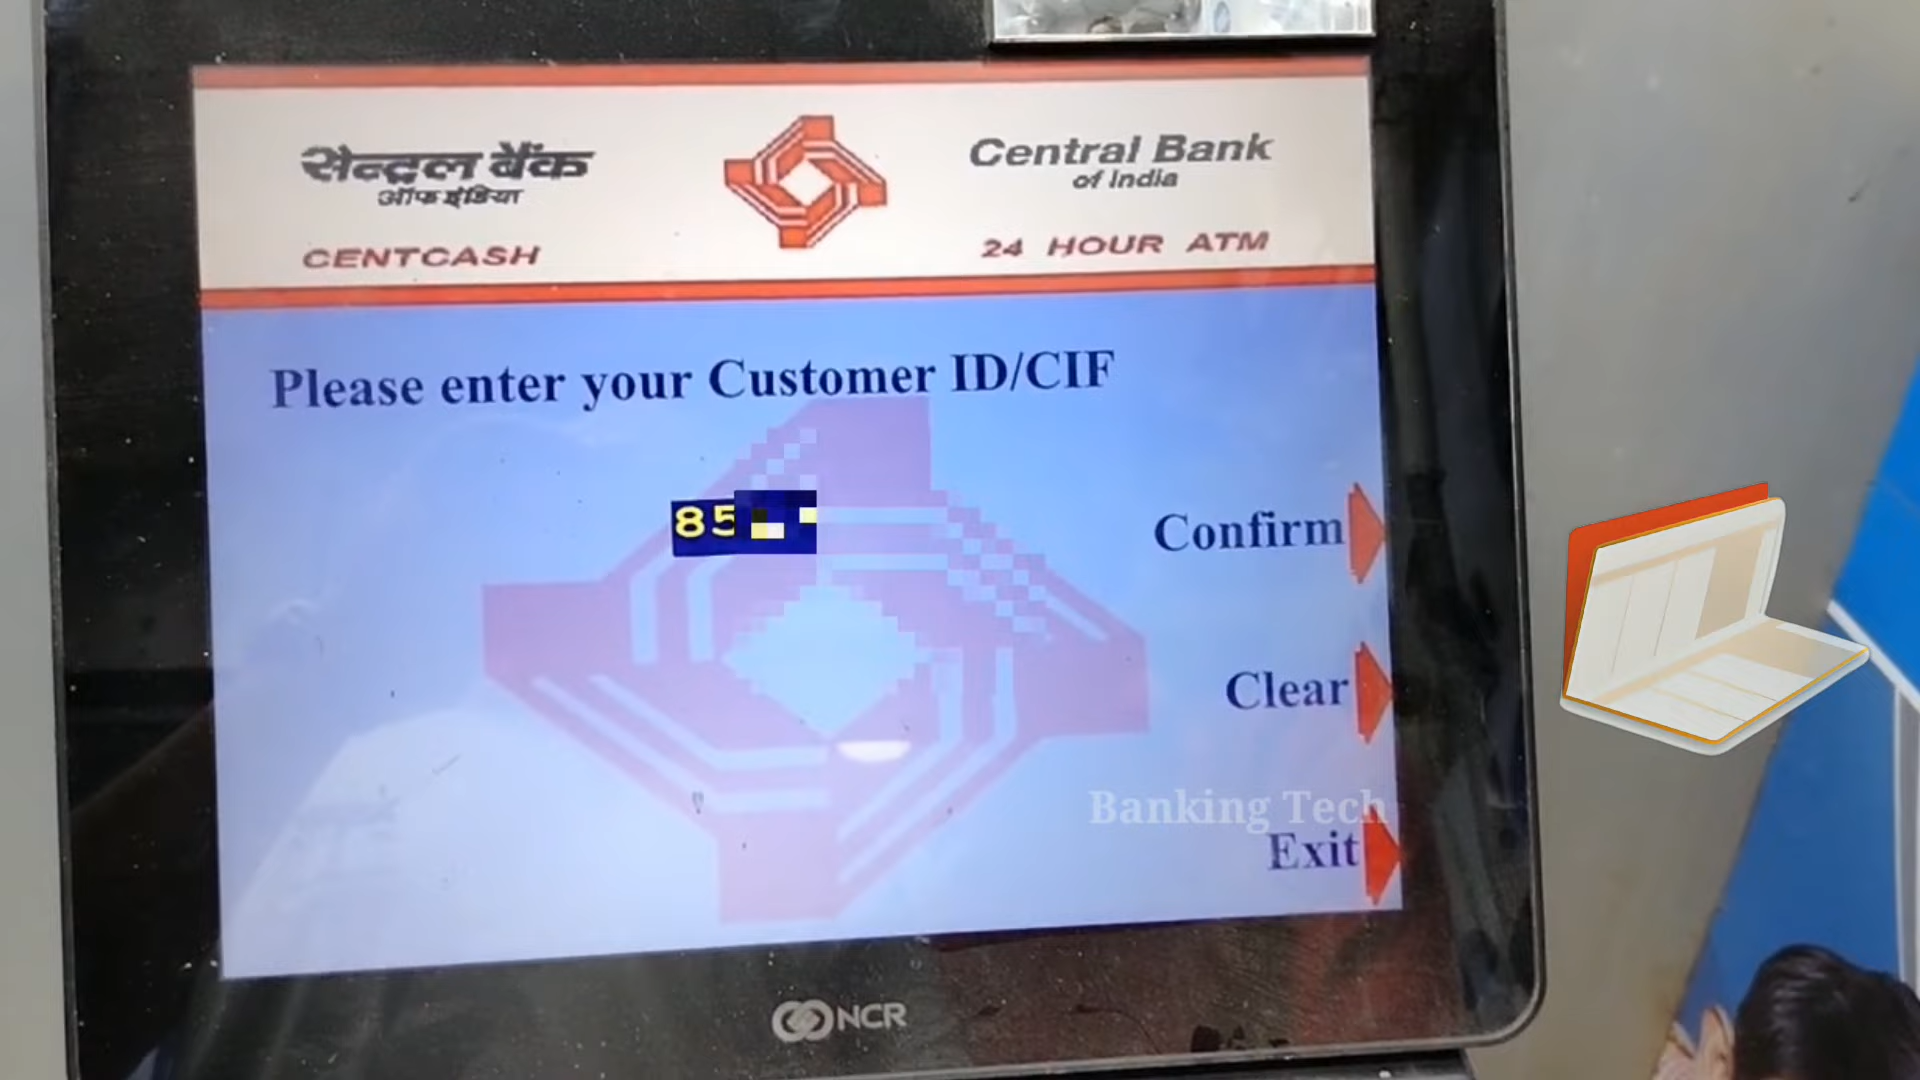 सेन्ट्रल बैंक
ऑफ इंडिया
CENTCASH
Central Bank
of India
24 HOUR ATM
Please enter your Customer ID/CIF
85
Confirm
Clear
Banking Tech
Exit
NCR